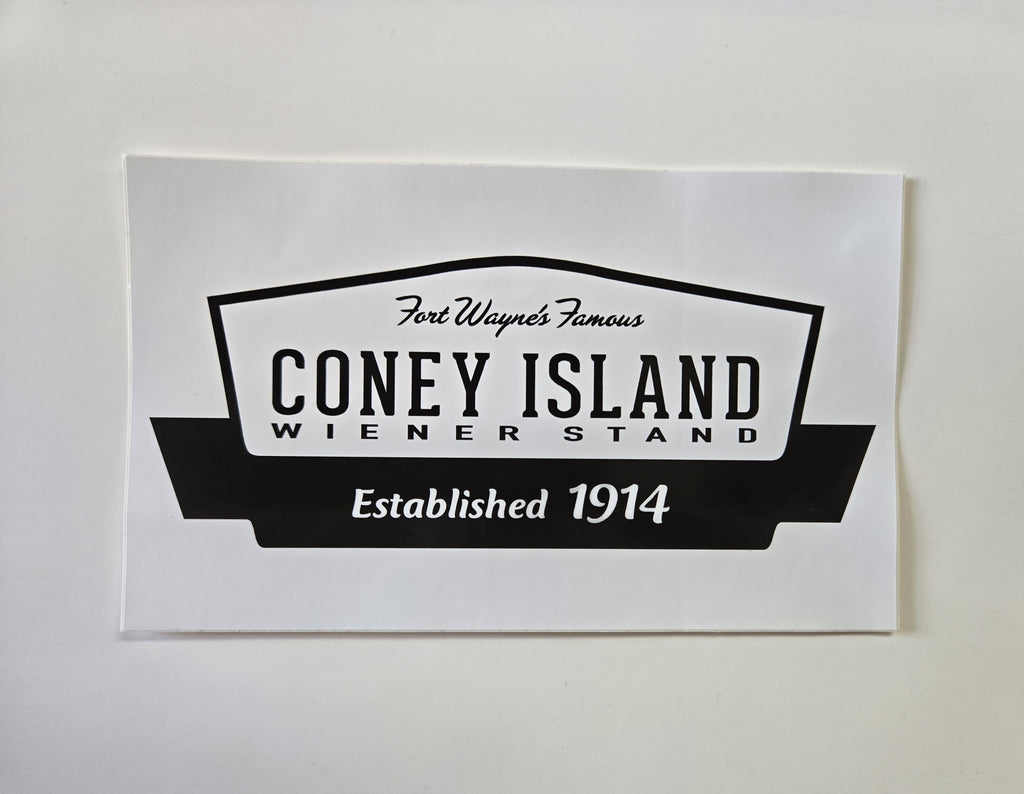 Fort Wayne's Famous
CONEY ISLAND
WIENER STAND
Established 1914